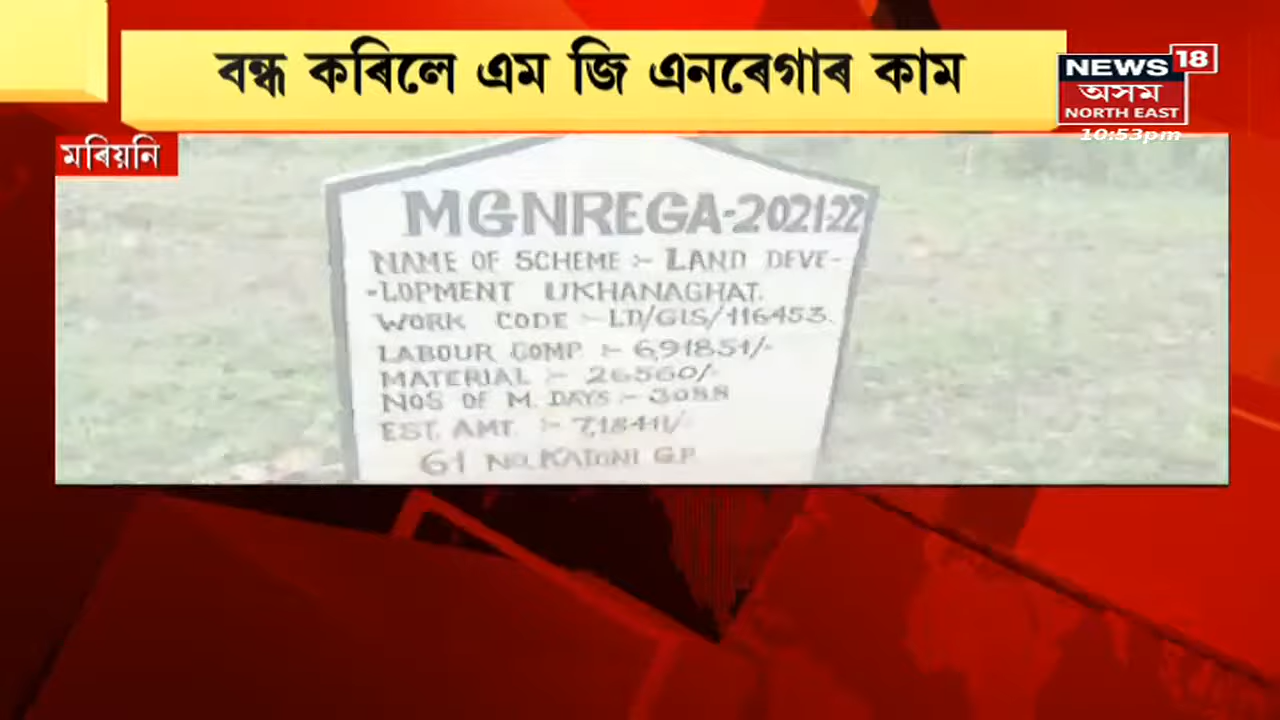 বন্ধ কৰিলে এম জি এনৰেগাৰ কাম
NEWS 18
অসম
NORTH EAST
10:53pm
মৰিয়নি
MGNREGA-2021-22
NAME OF SCHEME :- LAND DEVE-
-LOPMENT UKHANAGHAT.
WORK CODE :- LD/GIS/116453.
LABOUR COMP :- 6,91851/-
MATERIAL :- 26560/-
NOS OF M. DAYS :- 3088
EST. AMT. :- 7,18411/-
61 NO. KATONI G.P